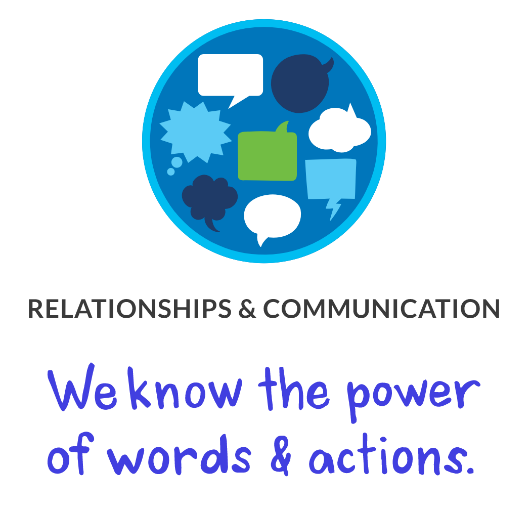 RELATIONSHIPS & COMMUNICATION
We know the power
of words & actions.